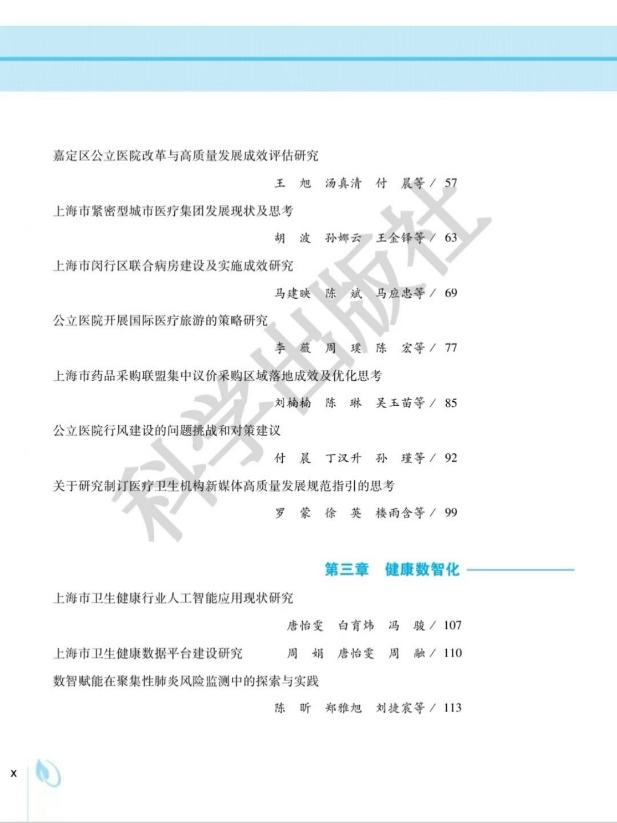 嘉定区公立医院改革与高质量发展成效评估研究
王 旭 汤真清 付 晨等 / 57
上海市紧密型城市医疗集团发展现状及思考
胡 波 孙娜云 王金铎等 / 63
上海市闵行区联合病房建设及实施成效研究
马建映 陈 斌 马应忠等 / 69
公立医院开展国际医疗旅游的策略研究
李 薇 周 璞 陈 宏等 / 77
上海市药品采购联盟集中议价采购区域落地成效及优化思考
刘楠楠 陈 琳 吴玉苗等 / 85
公立医院行风建设的问题挑战和对策建议
付 晨 丁汉升 孙 瑾等 / 92
关于研究制订医疗卫生机构新媒体高质量发展规范指引的思考
罗 蒙 徐 英 楼雨含等 / 99
第三章 健康数智化
上海市卫生健康行业人工智能应用现状研究
唐怡雯 白育炜 冯 骏 / 107
上海市卫生健康数据平台建设研究 周 娟 唐怡雯 周 融 / 110
数智赋能在聚集性肺炎风险监测中的探索与实践
陈 昕 郑雅旭 刘捷宸等 / 113
X
科学出版社